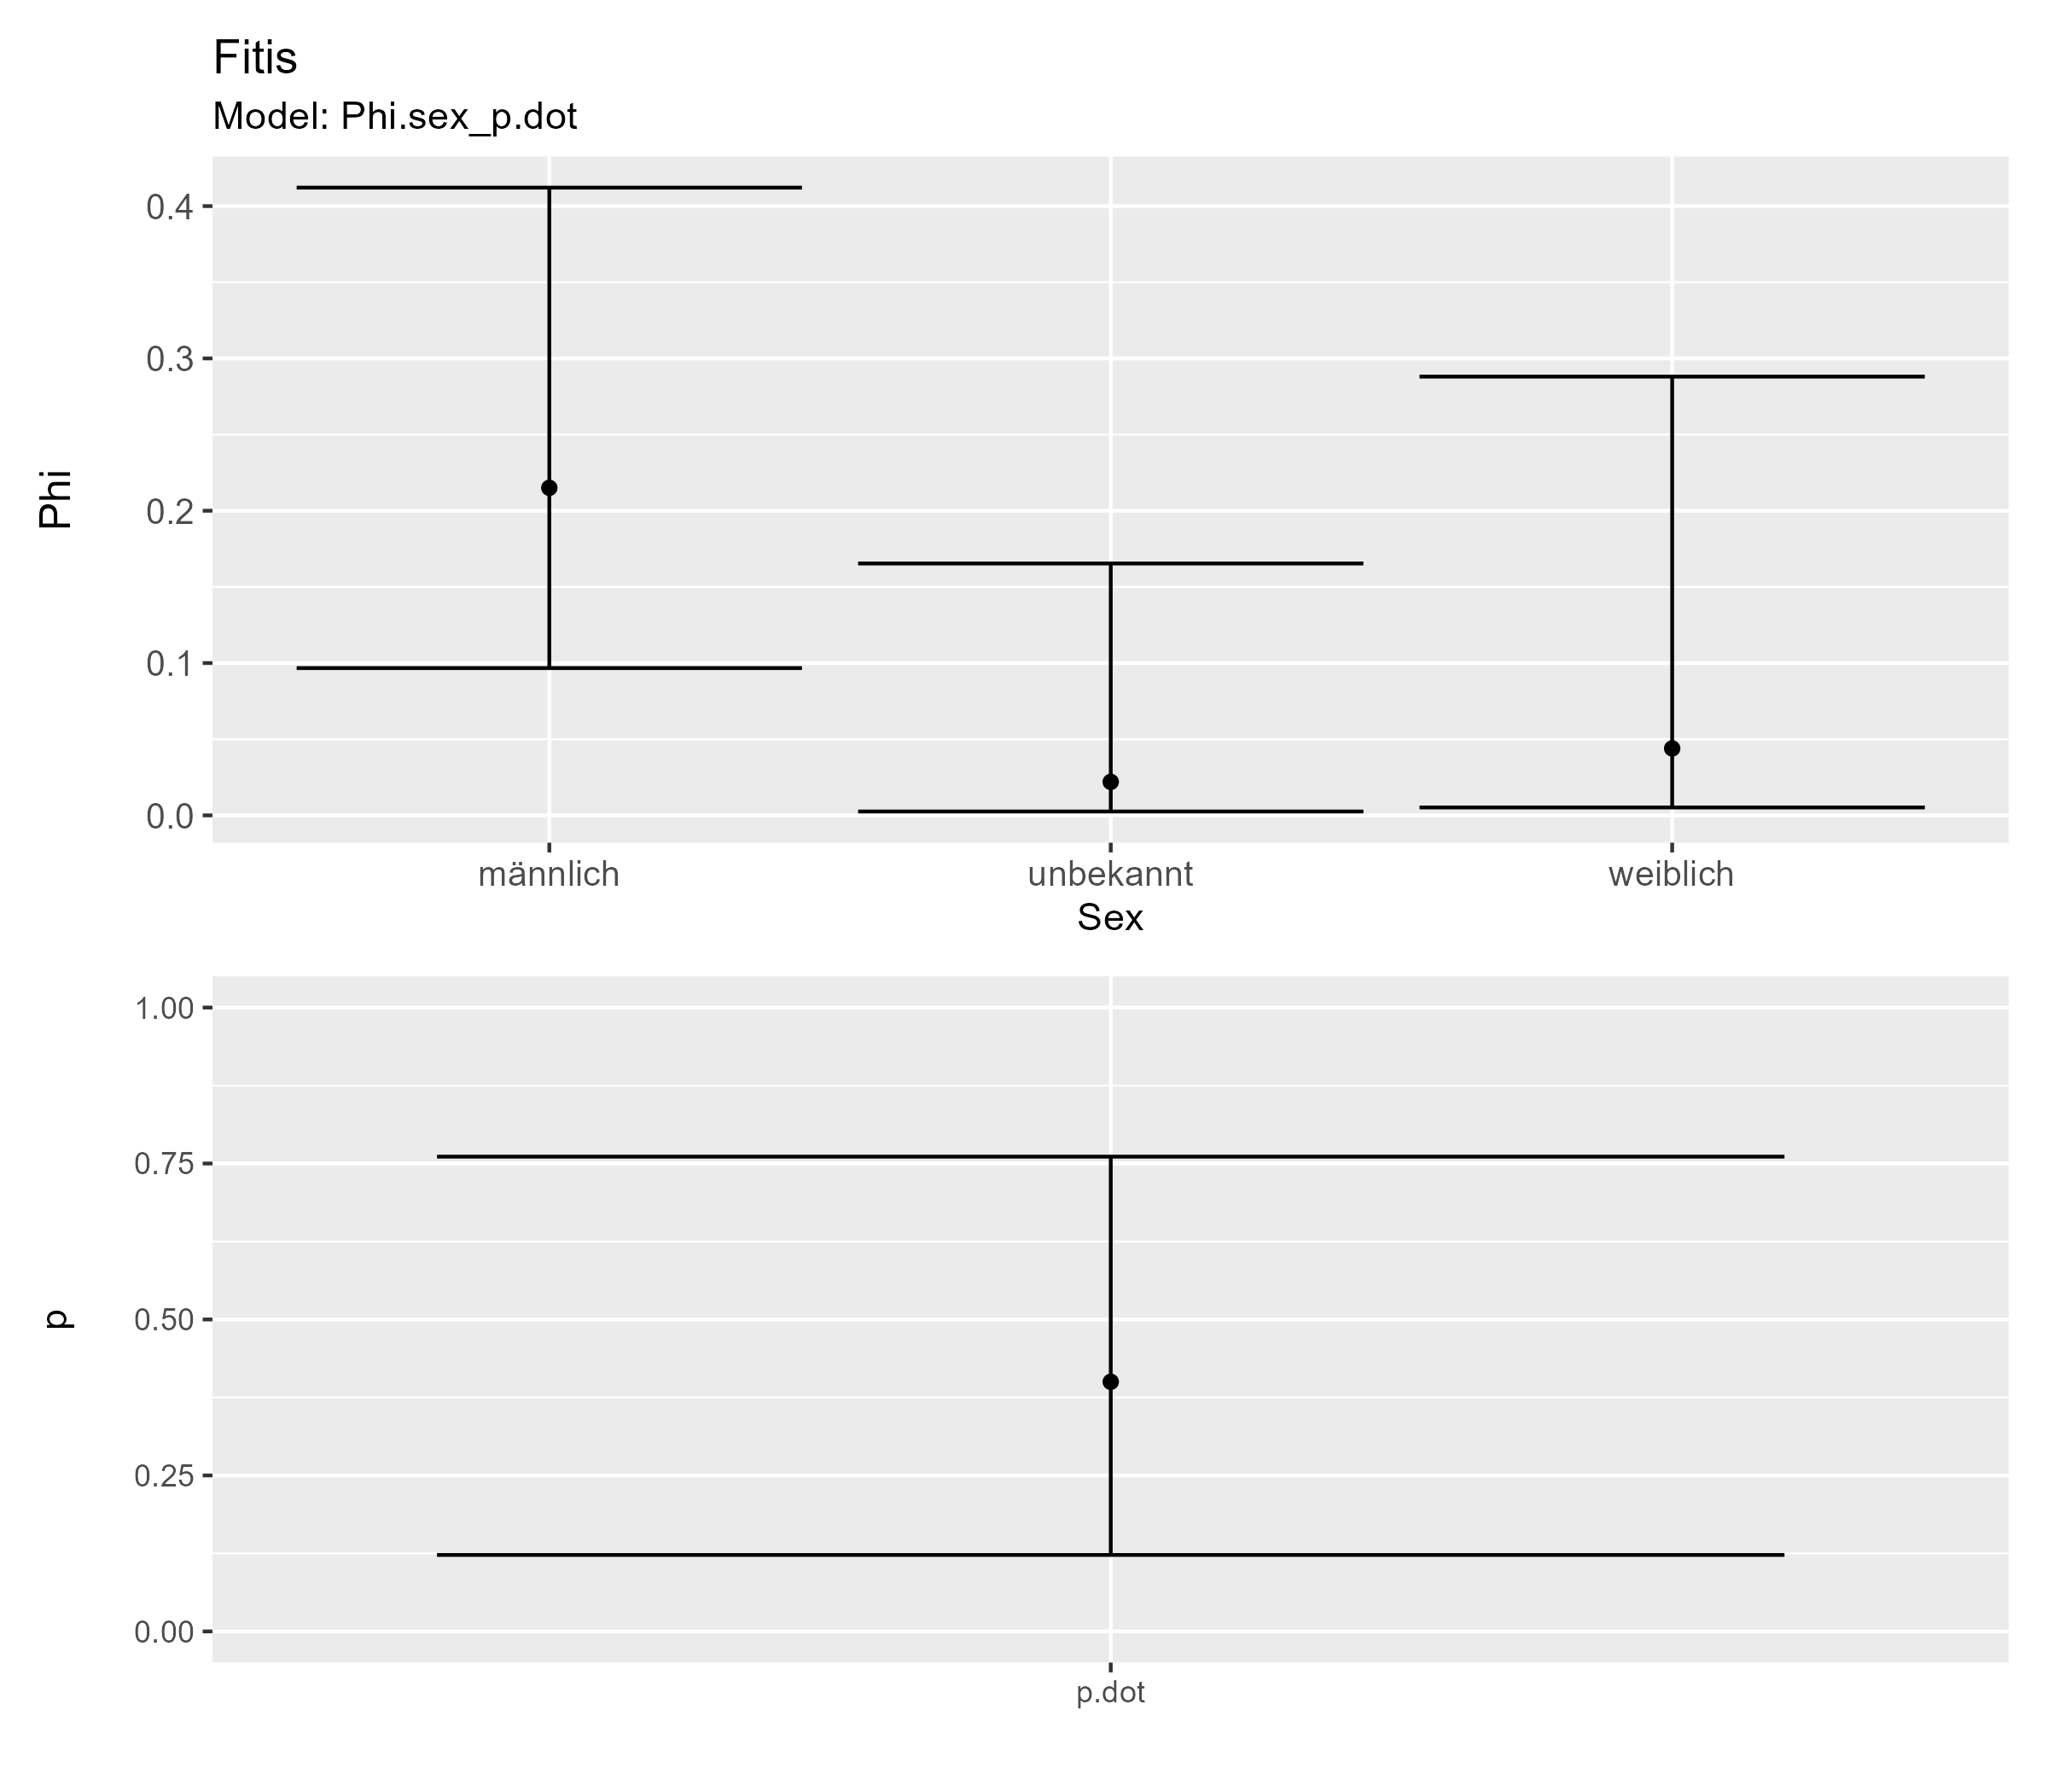 Fitis
Model: Phi.sex_p.dot
0.4
0.3
0.2
0.1
0.0
Phi
männlich unbekannt weiblich
Sex
1.00
0.75
0.50
0.25
0.00
p
p.dot